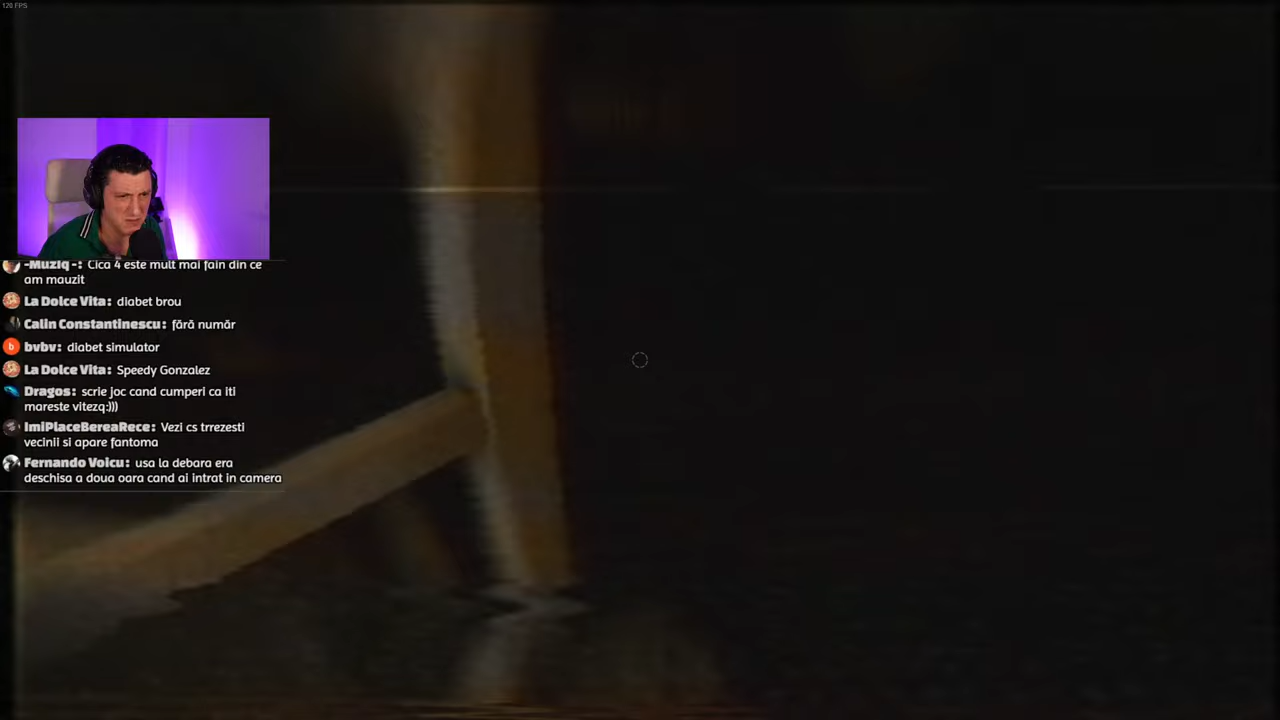 120 FPS
-MuzIq-: Cica 4 este mult mai fain din ce
am mauzit
La Dolce Vita: diabet brou
Calin Constantinescu: fără număr
b bvbv: diabet simulator
La Dolce Vita: Speedy Gonzalez
Dragos: scrie joc cand cumperi ca iti
mareste vitezq:)))
ImiPlaceBereaRece: Vezi cs trrezesti
vecinii si apare fantoma
Fernando Voicu: usa la debara era
deschisa a doua oara cand ai intrat in camera